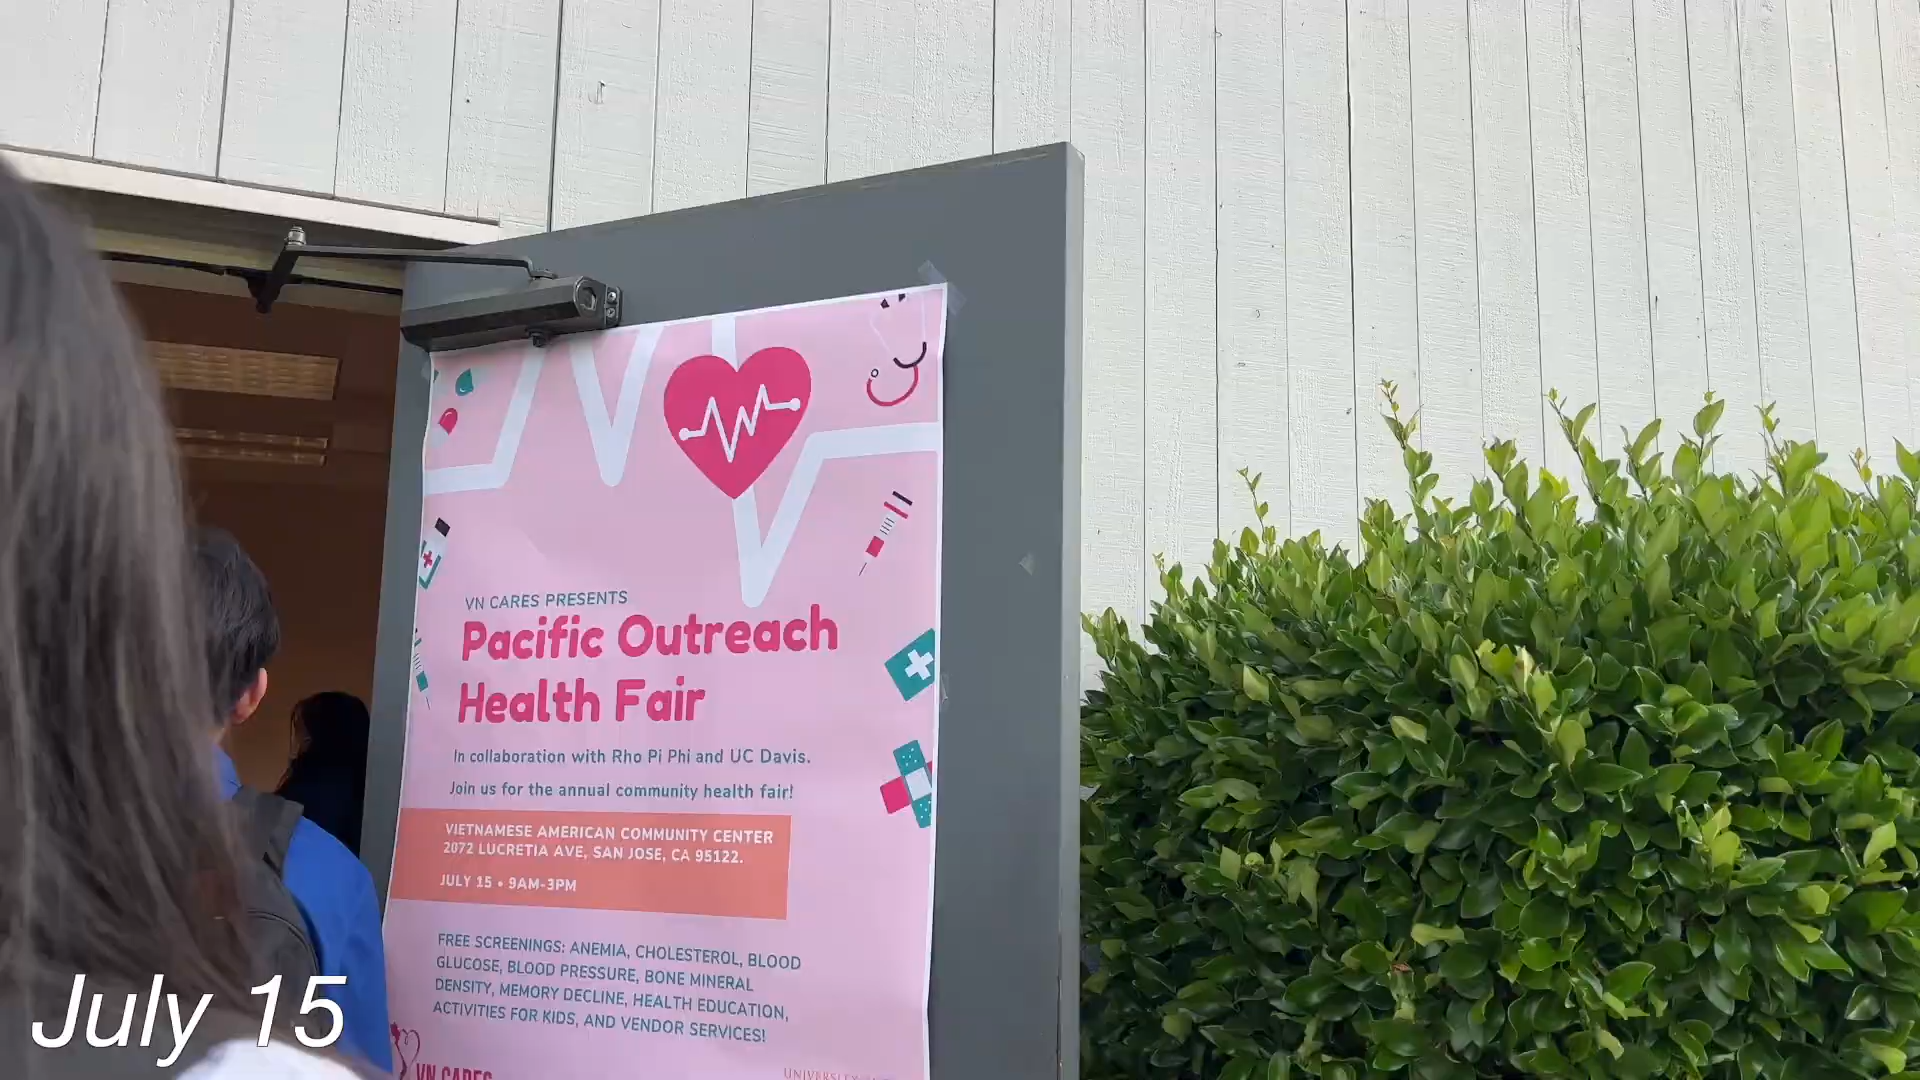 VN CARES PRESENTS
Pacific Outreach
Health Fair
In collaboration with Rho Pi Phi and UC Davis.
Join us for the annual community health fair!
VIETNAMESE AMERICAN COMMUNITY CENTER
2072 LUCRETIA AVE, SAN JOSE, CA 95122.
JULY 15 • 9AM-3PM
FREE SCREENINGS: ANEMIA, CHOLESTEROL, BLOOD
GLUCOSE, BLOOD PRESSURE, BONE MINERAL
DENSITY, MEMORY DECLINE, HEALTH EDUCATION,
ACTIVITIES FOR KIDS, AND VENDOR SERVICES!
VN CARES
July 15